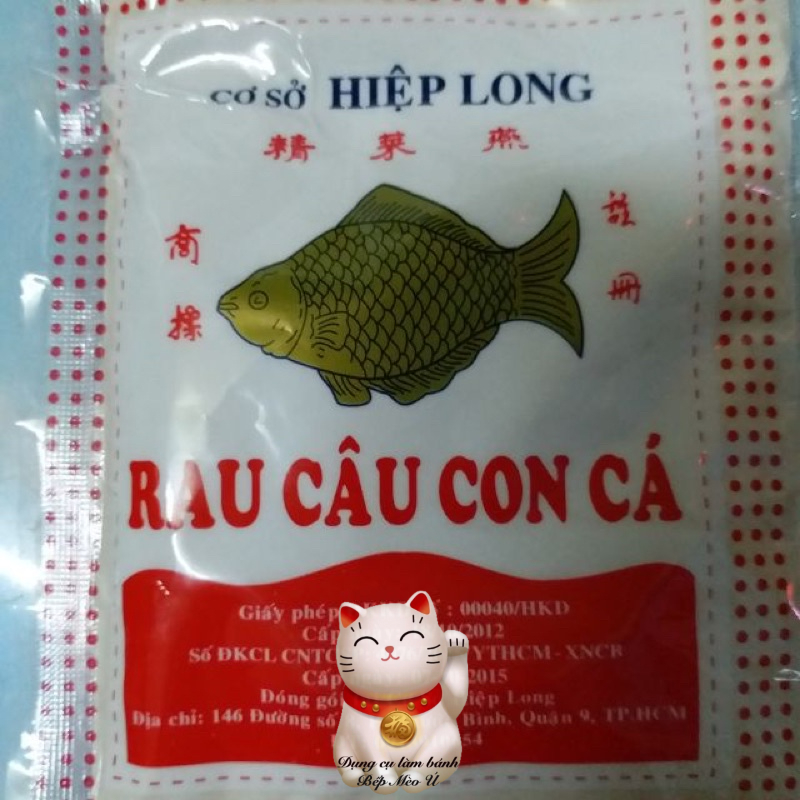 CƠ SỞ HIỆP LONG
精 菜 燕
商 標
註 冊
RAU CÂU CON CÁ
Giấy phép : 00040/HKD
Cấp /2012
Số ĐKCL CNTC YTHCM - XNCB
Cấp 2015
Đóng gói Hiệp Long
Địa chỉ: 146 Đường số Bình, Quận 9, TP.HCM
54
Dụng cụ làm bánh
Bếp Mèo Ú